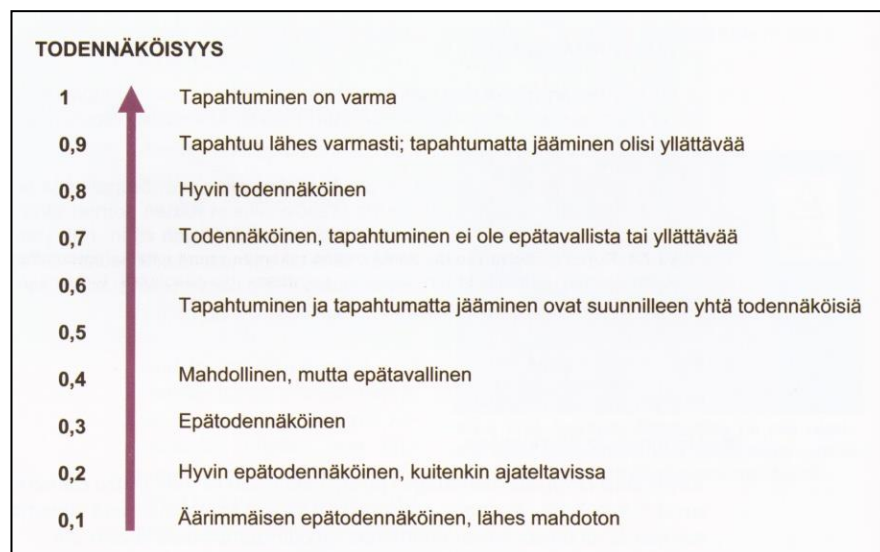 TODENNÄKÖISYYS
1 Tapahtuminen on varma
0,9 Tapahtuu lähes varmasti; tapahtumatta jääminen olisi yllättävää
0,8 Hyvin todennäköinen
0,7 Todennäköinen, tapahtuminen ei ole epätavallista tai yllättävää
0,6
Tapahtuminen ja tapahtumatta jääminen ovat suunnilleen yhtä todennäköisiä
0,5
0,4 Mahdollinen, mutta epätavallinen
0,3 Epätodennäköinen
0,2 Hyvin epätodennäköinen, kuitenkin ajateltavissa
0,1 Äärimmäisen epätodennäköinen, lähes mahdoton